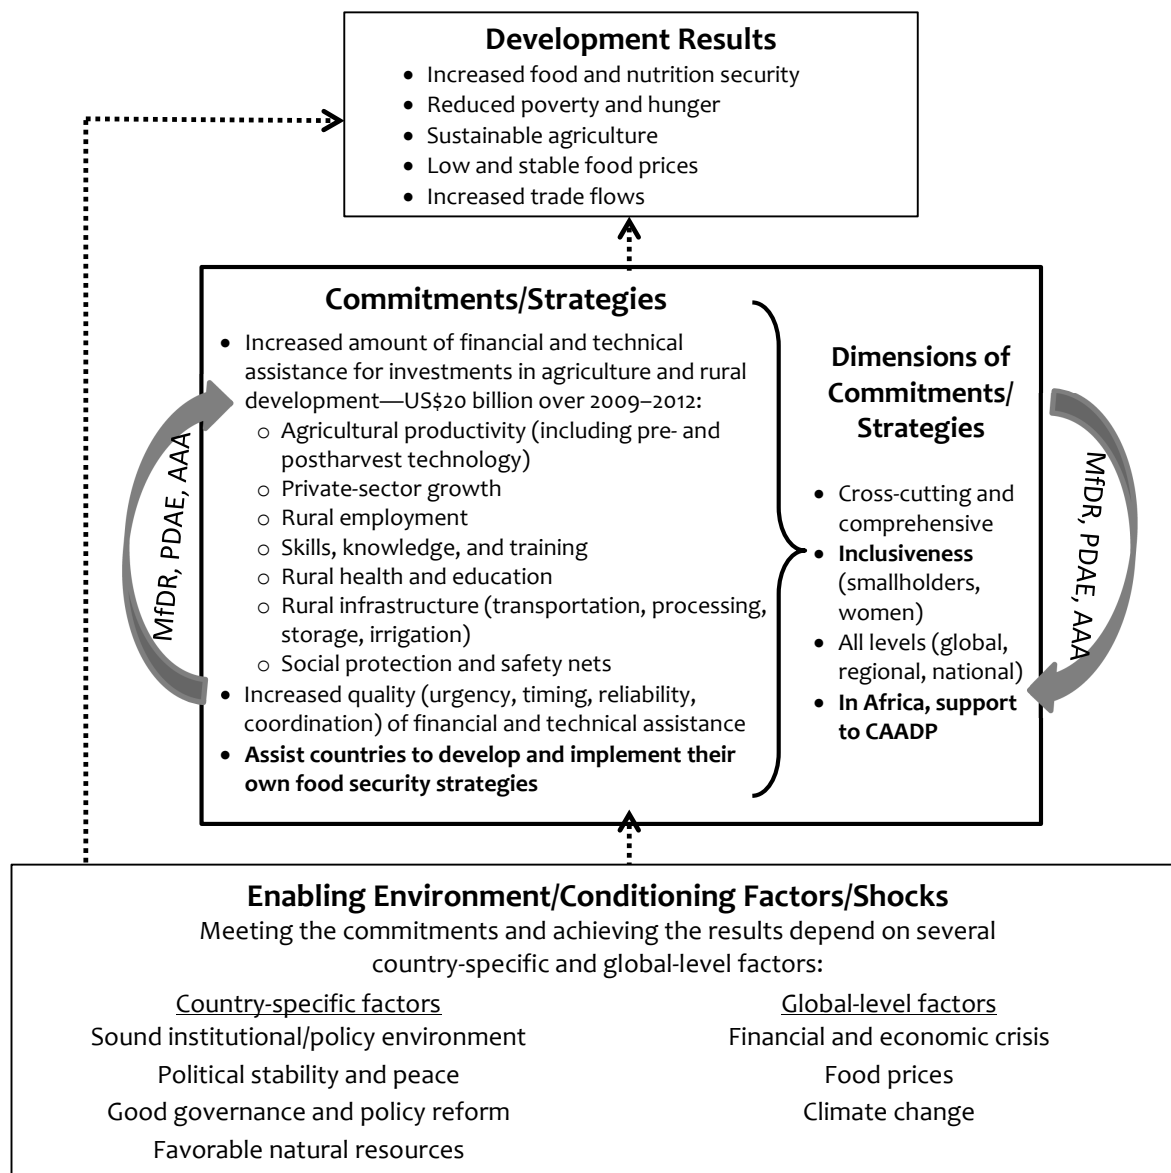 Development Results
• Increased food and nutrition security
• Reduced poverty and hunger
• Sustainable agriculture
• Low and stable food prices
• Increased trade flows
Commitments/Strategies
• Increased amount of financial and technical
assistance for investments in agriculture and rural
development—US$20 billion over 2009–2012:
o Agricultural productivity (including pre- and
postharvest technology)
o Private-sector growth
o Rural employment
o Skills, knowledge, and training
o Rural health and education
o Rural infrastructure (transportation, processing,
storage, irrigation)
o Social protection and safety nets
• Increased quality (urgency, timing, reliability,
coordination) of financial and technical assistance
• Assist countries to develop and implement their
own food security strategies
Dimensions of
Commitments/
Strategies
• Cross-cutting and
comprehensive
• Inclusiveness
(smallholders,
women)
• All levels (global,
regional, national)
• In Africa, support
to CAADP
MfDR, PDAE, AAA
MfDR, PDAE, AAA
Enabling Environment/Conditioning Factors/Shocks
Meeting the commitments and achieving the results depend on several
country-specific and global-level factors:
Country-specific factors
Sound institutional/policy environment
Political stability and peace
Good governance and policy reform
Favorable natural resources
Global-level factors
Financial and economic crisis
Food prices
Climate change